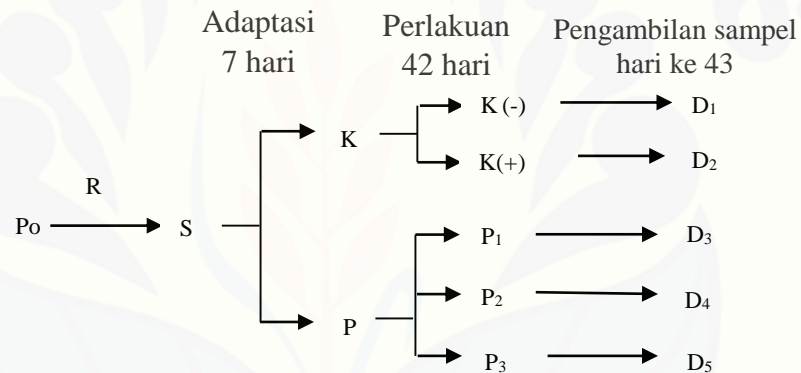 Adaptasi
7 hari
Perlakuan
42 hari
Pengambilan sampel
hari ke 43
K (-)
D₁
K
K(+)
D₂
R
Po
S
P₁
D₃
P₂
D₄
P
P₃
D₅